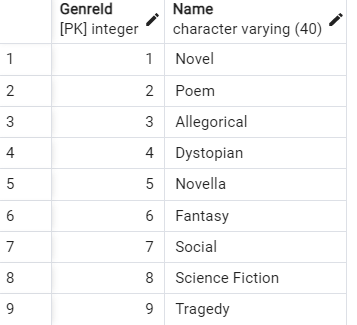 GenreId Name
[PK] integer character varying (40)
1 1 Novel
2 2 Poem
3 3 Allegorical
4 4 Dystopian
5 5 Novella
6 6 Fantasy
7 7 Social
8 8 Science Fiction
9 9 Tragedy